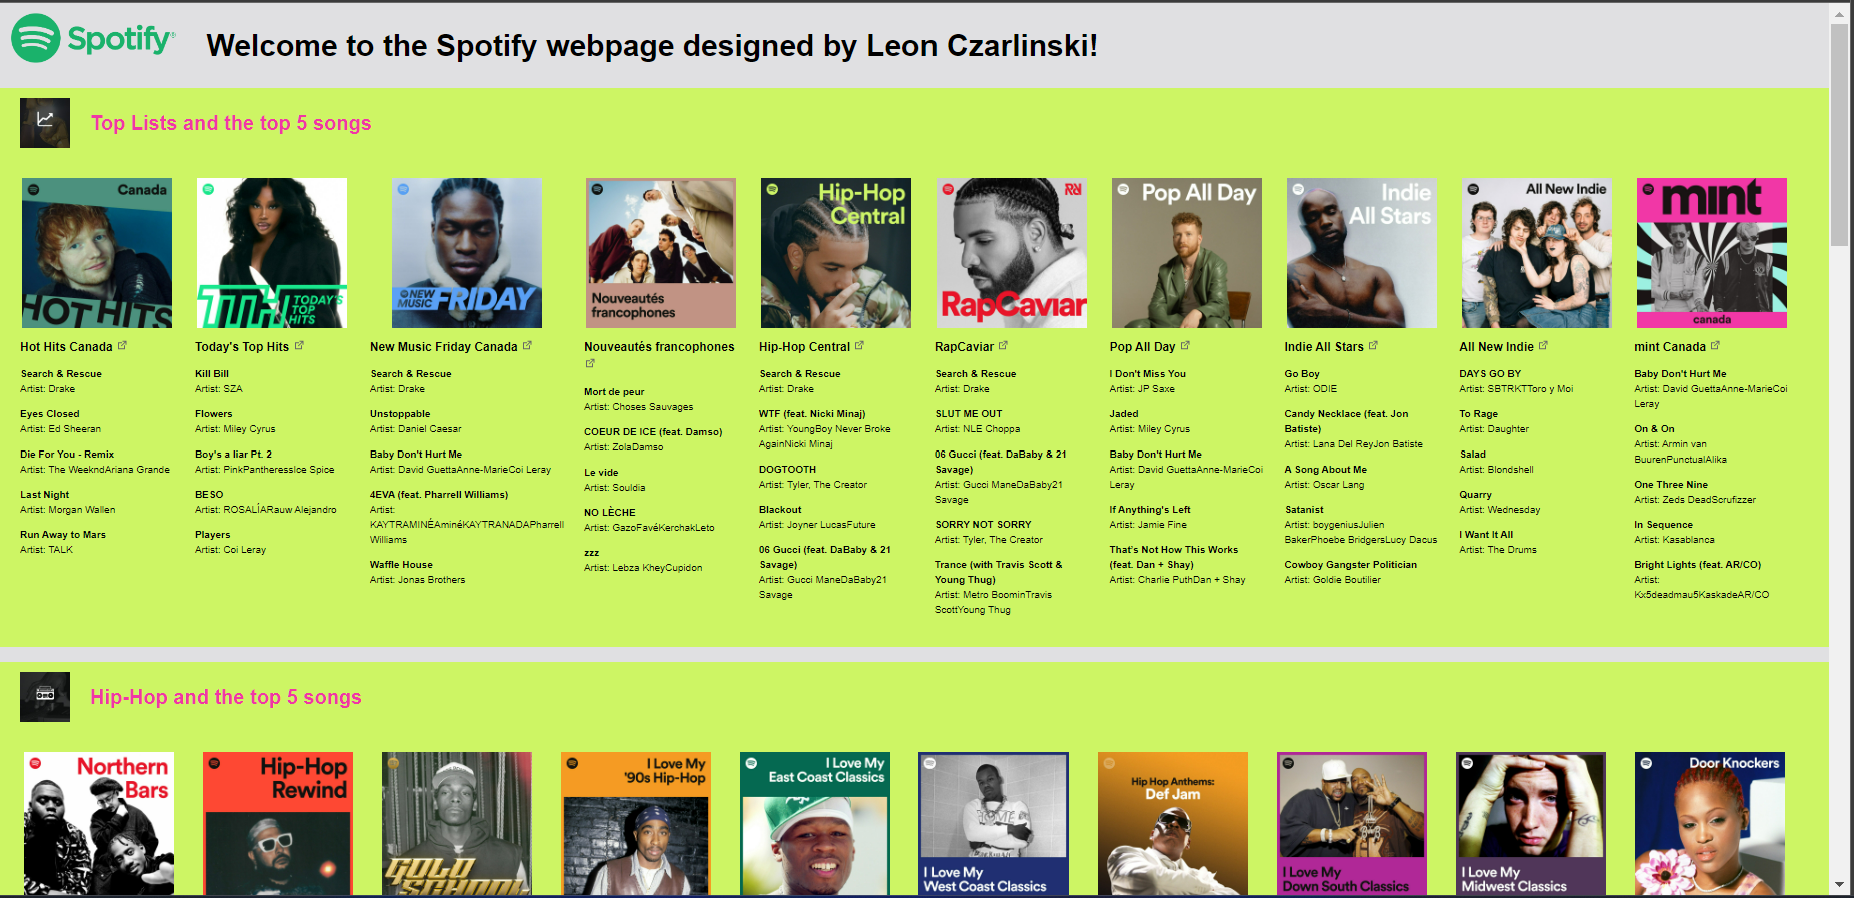 Spotify®
Welcome to the Spotify webpage designed by Leon Czarlinski!
Top Lists and the top 5 songs
Canada
HOT HITS
Hot Hits Canada
Search & Rescue
Artist: Drake
Eyes Closed
Artist: Ed Sheeran
Die For You - Remix
Artist: The WeekndAriana Grande
Last Night
Artist: Morgan Wallen
Run Away to Mars
Artist: TALK
TTH
TODAY'S
TOP
HITS
Today's Top Hits
Kill Bill
Artist: SZA
Flowers
Artist: Miley Cyrus
Boy's a liar Pt. 2
Artist: PinkPantheressIce Spice
BESO
Artist: ROSALÍARauw Alejandro
Players
Artist: Coi Leray
NEW
MUSIC FRIDAY
New Music Friday Canada
Search & Rescue
Artist: Drake
Unstoppable
Artist: Daniel Caesar
Baby Don't Hurt Me
Artist: David GuettaAnne-MarieCoi Leray
4EVA (feat. Pharrell Williams)
Artist:
KAYTRAMINÉAminéKAYTRANADAPharrell
Williams
Waffle House
Artist: Jonas Brothers
Nouveautés
francophones
Nouveautés francophones
Mort de peur
Artist: Choses Sauvages
COEUR DE ICE (feat. Damso)
Artist: ZolaDamso
Le vide
Artist: Souldia
NO LÈCHE
Artist: GazoFavéKerchakLeto
zzz
Artist: Lebza KheyCupidon
Hip-Hop
Central
Hip-Hop Central
Search & Rescue
Artist: Drake
WTF (feat. Nicki Minaj)
Artist: YoungBoy Never Broke
AgainNicki Minaj
DOGTOOTH
Artist: Tyler, The Creator
Blackout
Artist: Joyner LucasFuture
06 Gucci (feat. DaBaby & 21
Savage)
Artist: Gucci ManeDaBaby21
Savage
RapCaviar
RapCaviar
Search & Rescue
Artist: Drake
SLUT ME OUT
Artist: NLE Choppa
06 Gucci (feat. DaBaby & 21
Savage)
Artist: Gucci ManeDaBaby21
Savage
SORRY NOT SORRY
Artist: Tyler, The Creator
Trance (with Travis Scott &
Young Thug)
Artist: Metro BoominTravis
ScottYoung Thug
Pop All Day
Pop All Day
I Don't Miss You
Artist: JP Saxe
Jaded
Artist: Miley Cyrus
Baby Don't Hurt Me
Artist: David GuettaAnne-MarieCoi
Leray
If Anything's Left
Artist: Jamie Fine
That's Not How This Works
(feat. Dan + Shay)
Artist: Charlie PuthDan + Shay
Indie
All Stars
Indie All Stars
Go Boy
Artist: ODIE
Candy Necklace (feat. Jon
Batiste)
Artist: Lana Del ReyJon Batiste
A Song About Me
Artist: Oscar Lang
Satanist
Artist: boygeniusJulien
BakerPhoebe BridgersLucy Dacus
Cowboy Gangster Politician
Artist: Goldie Boutilier
All New Indie
All New Indie
DAYS GO BY
Artist: SBTRKTToro y Moi
To Rage
Artist: Daughter
Salad
Artist: Blondshell
Quarry
Artist: Wednesday
I Want It All
Artist: The Drums
mint
canada
mint Canada
Baby Don't Hurt Me
Artist: David GuettaAnne-MarieCoi
Leray
On & On
Artist: Armin van
BuurenPunctualAlika
One Three Nine
Artist: Zeds DeadScrufizzer
In Sequence
Artist: Kasablanca
Bright Lights (feat. AR/CO)
Artist:
Kx5deadmau5KaskadeAR/CO
Hip-Hop and the top 5 songs
Northern
Bars
Hip-Hop
Rewind
GOLD
SCHOOL
I Love My
'90s Hip-Hop
I Love My
East Coast Classics
I Love My
West Coast Classics
Hip Hop Anthems:
Def Jam
I Love My
Down South Classics
I Love My
Midwest Classics
Door Knockers